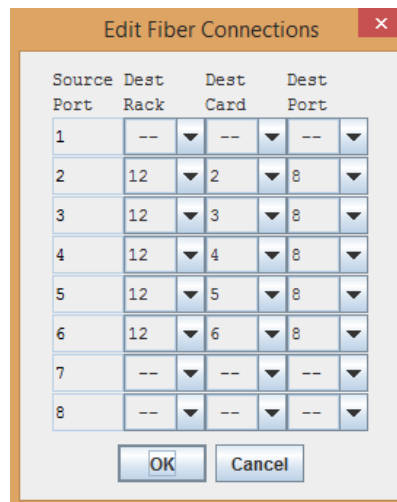 Edit Fiber Connections
Source Dest Dest Dest
Port Rack Card Port
1 -- -- --
2 12 2 8
3 12 3 8
4 12 4 8
5 12 5 8
6 12 6 8
7 -- -- --
8 -- -- --
OK Cancel